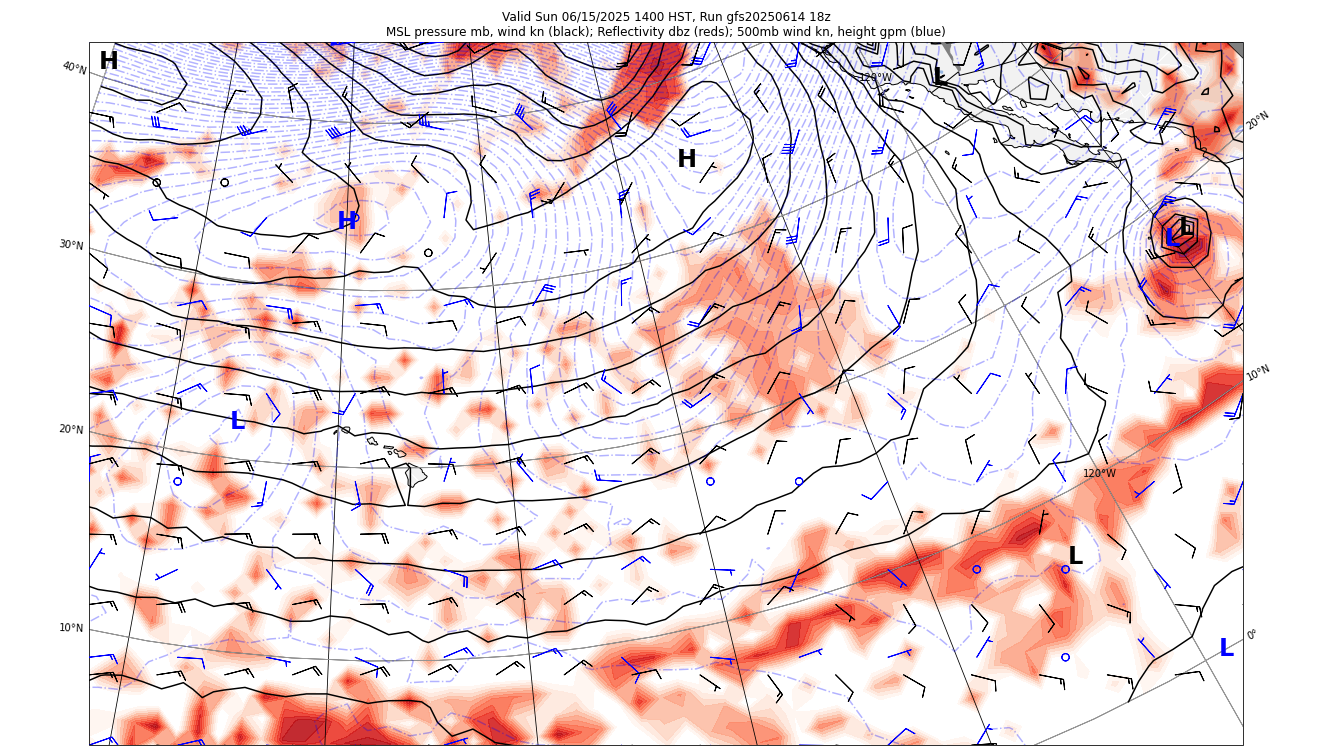 Valid Sun 06/15/2025 1400 HST, Run gfs20250614 18z
MSL pressure mb, wind kn (black); Reflectivity dbz (reds); 500mb wind kn, height gpm (blue)
H
40°N
120°W
L
20°N
H
H
L
L
30°N
10°N
L
20°N
120°W
L
10°N
0°
L